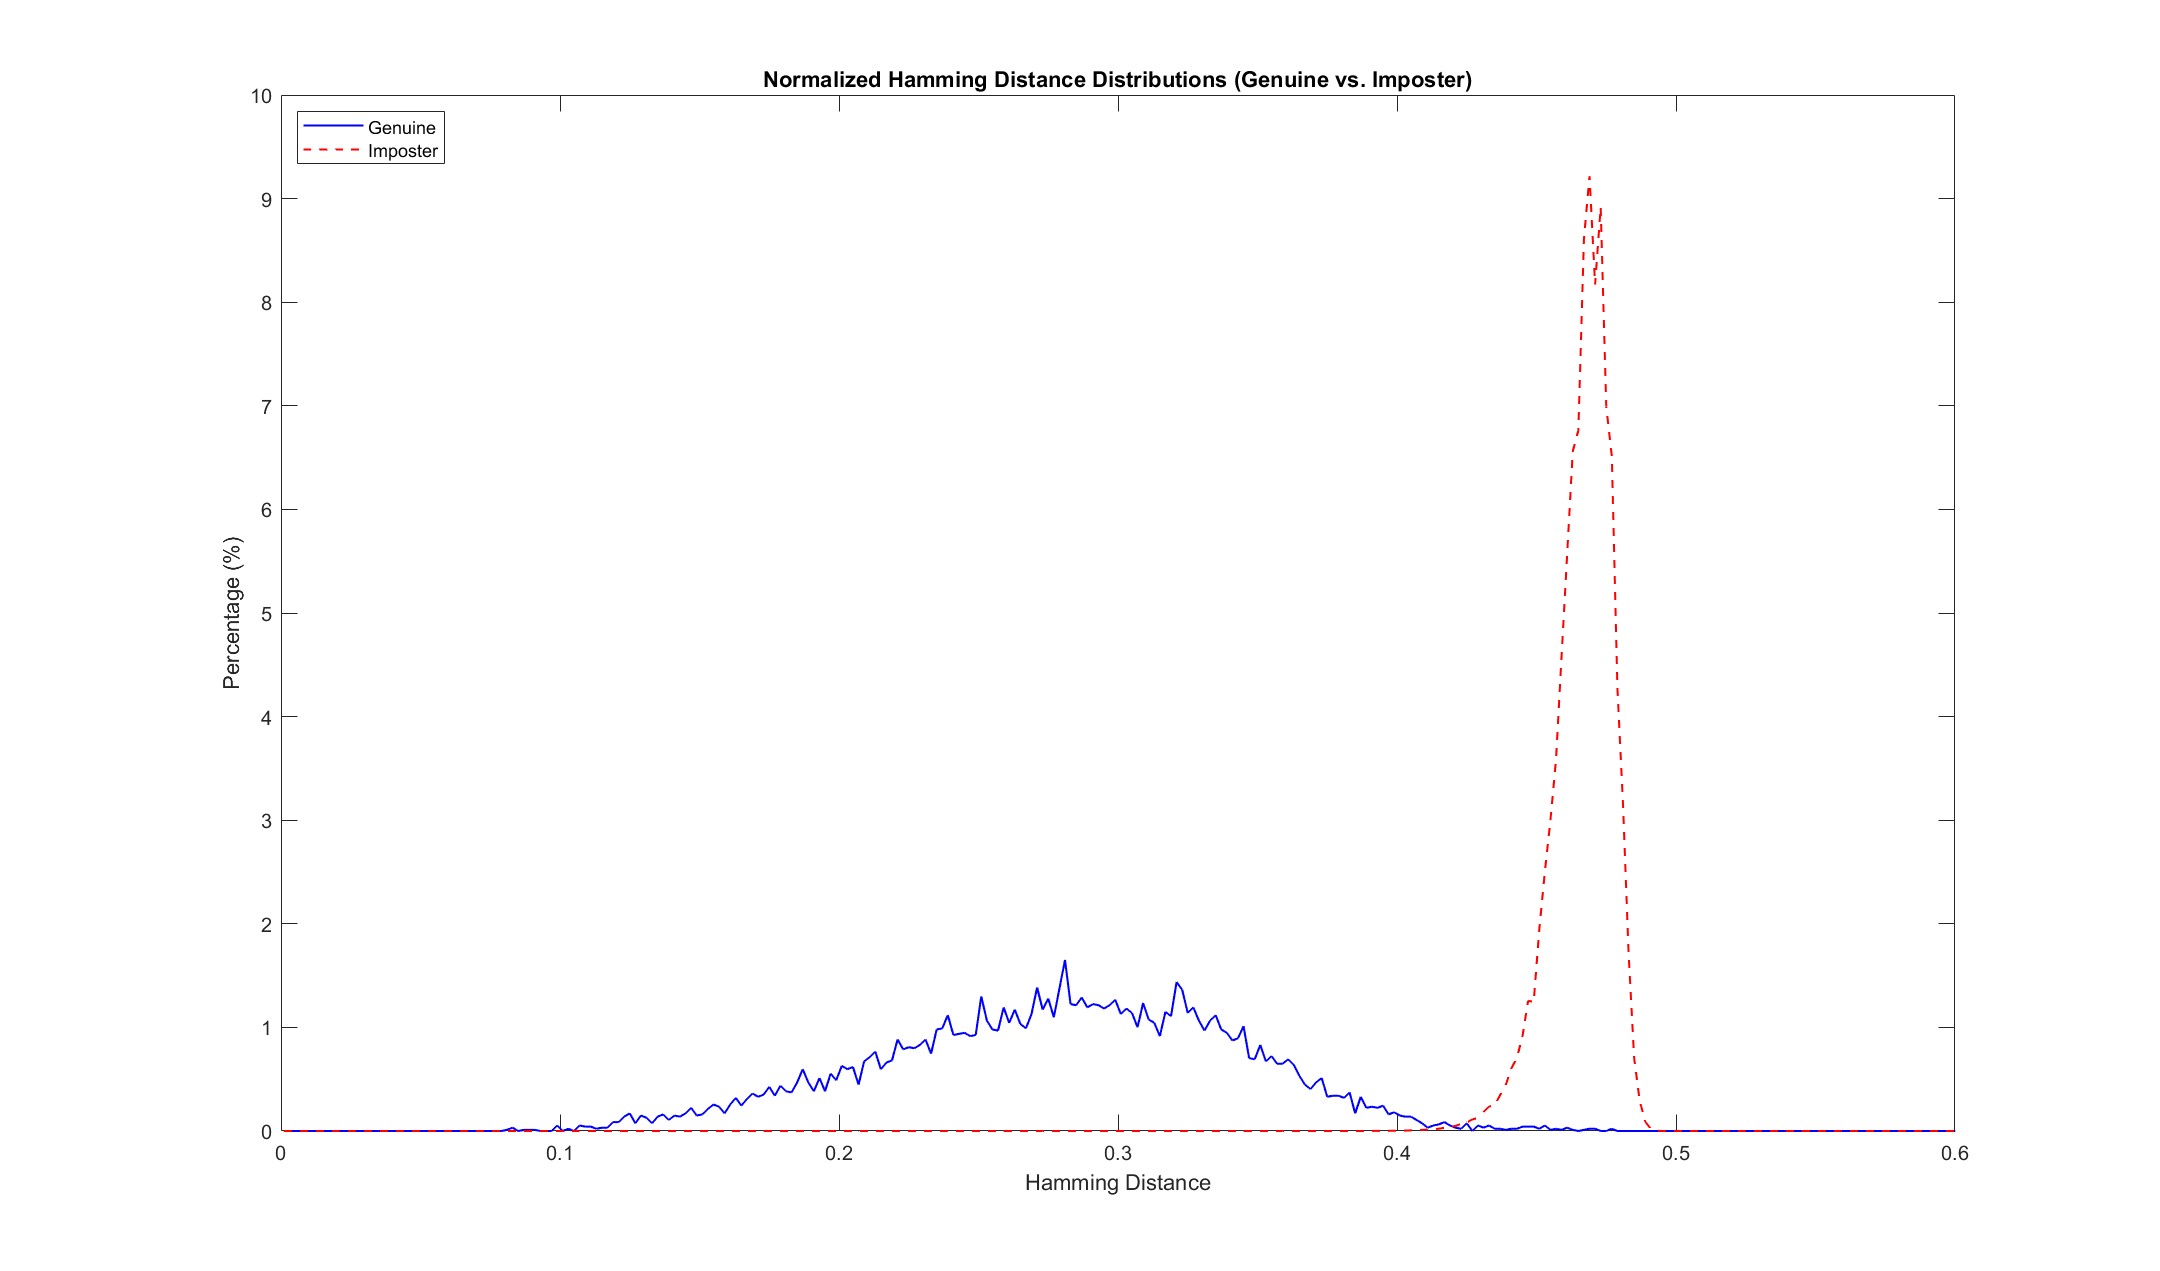 Normalized Hamming Distance Distributions (Genuine vs. Imposter)
10
Genuine
Imposter
9
8
7
6
5
4
3
2
1
0
Percentage (%)
0 0.1 0.2 0.3 0.4 0.5 0.6
Hamming Distance